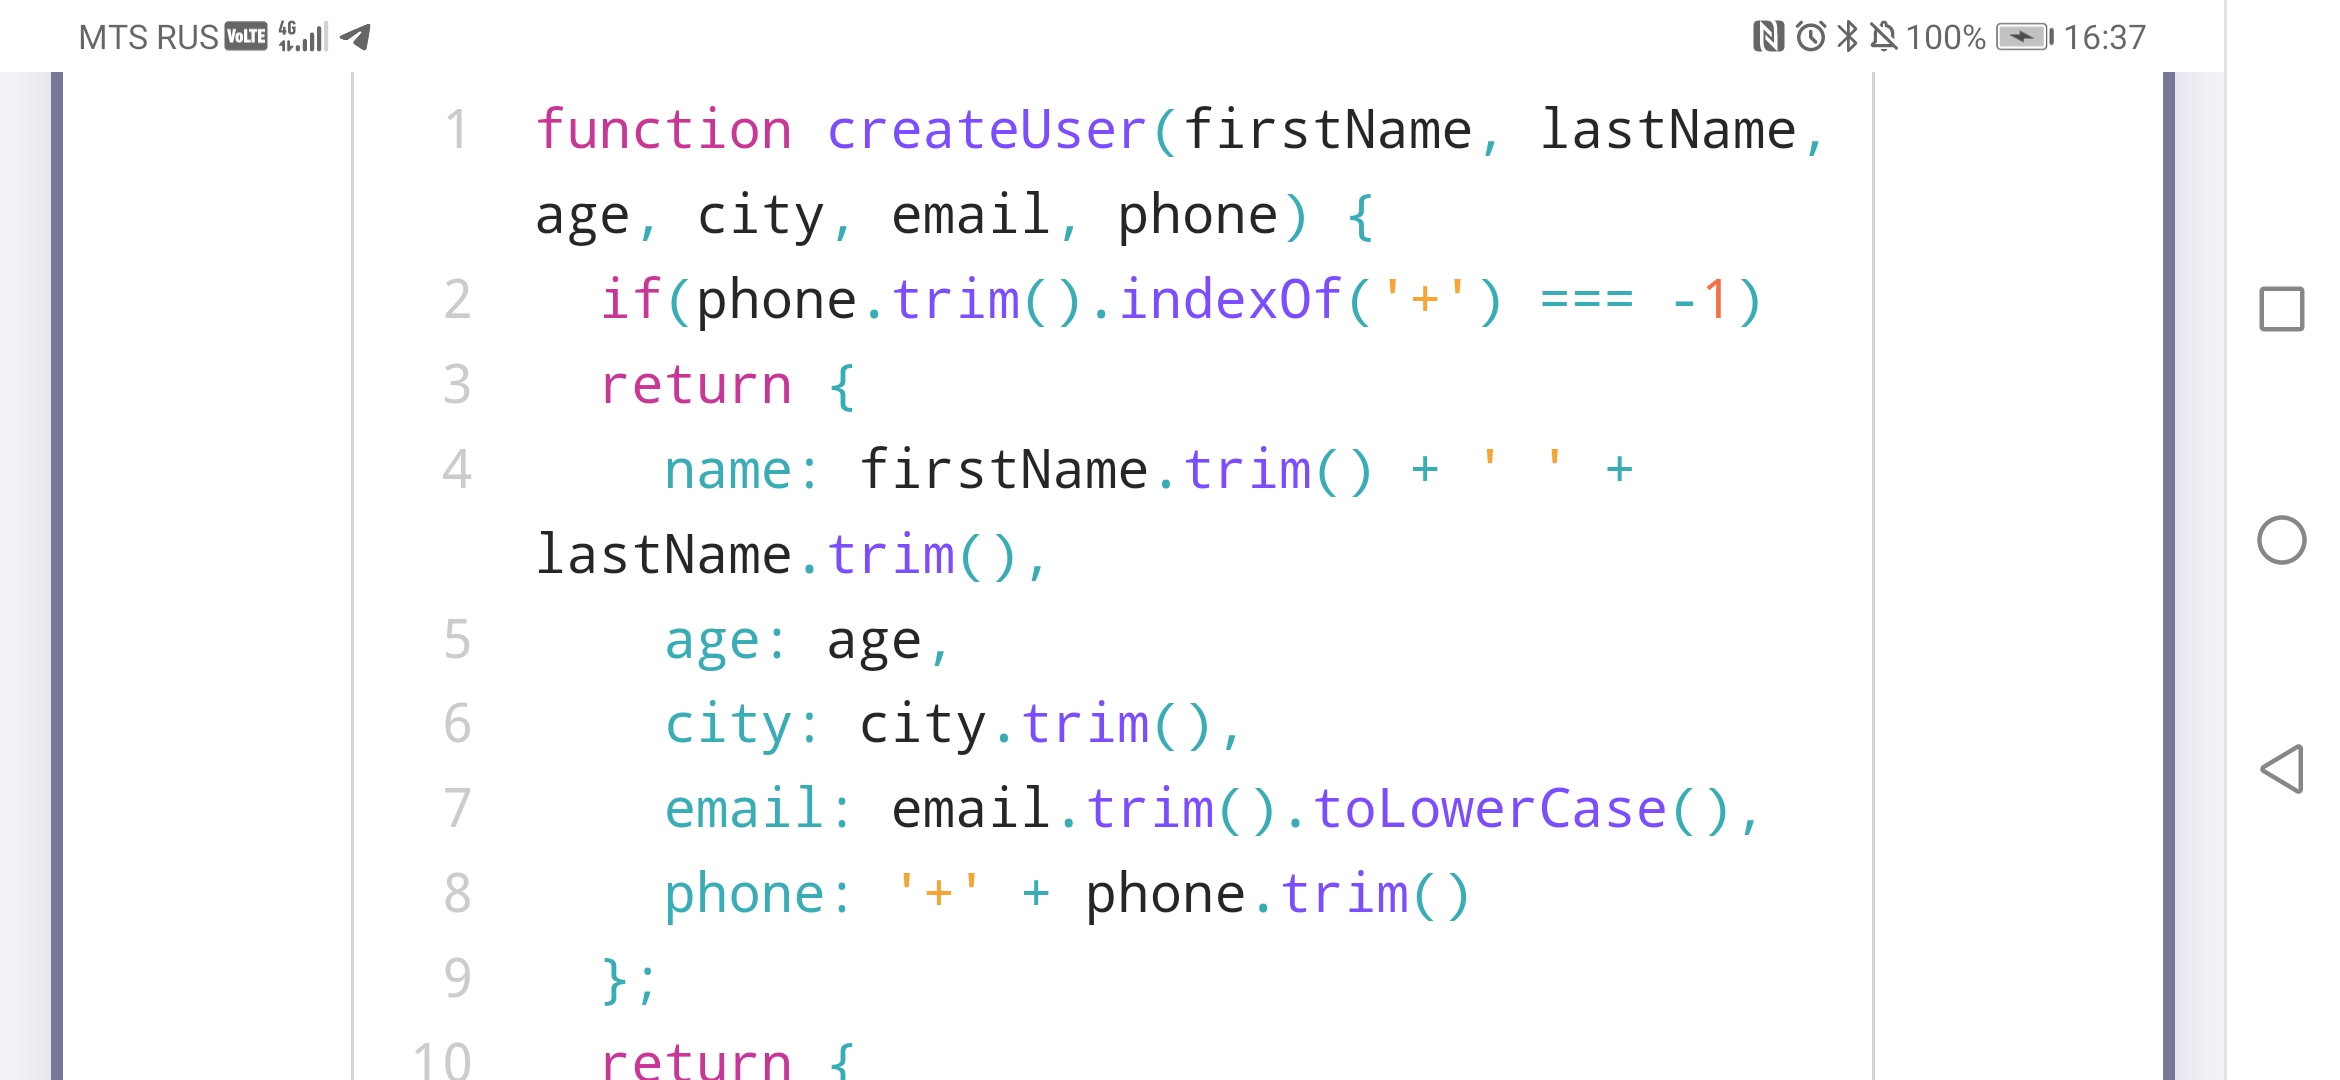 MTS RUS VoLTE 4G 100% 16:37
1 function createUser(firstName, lastName,
age, city, email, phone) {
2 if(phone.trim().indexOf('+') === -1)
3 return {
4 name: firstName.trim() + ' ' +
lastName.trim(),
5 age: age,
6 city: city.trim(),
7 email: email.trim().toLowerCase(),
8 phone: '+' + phone.trim()
9 };
10 return {